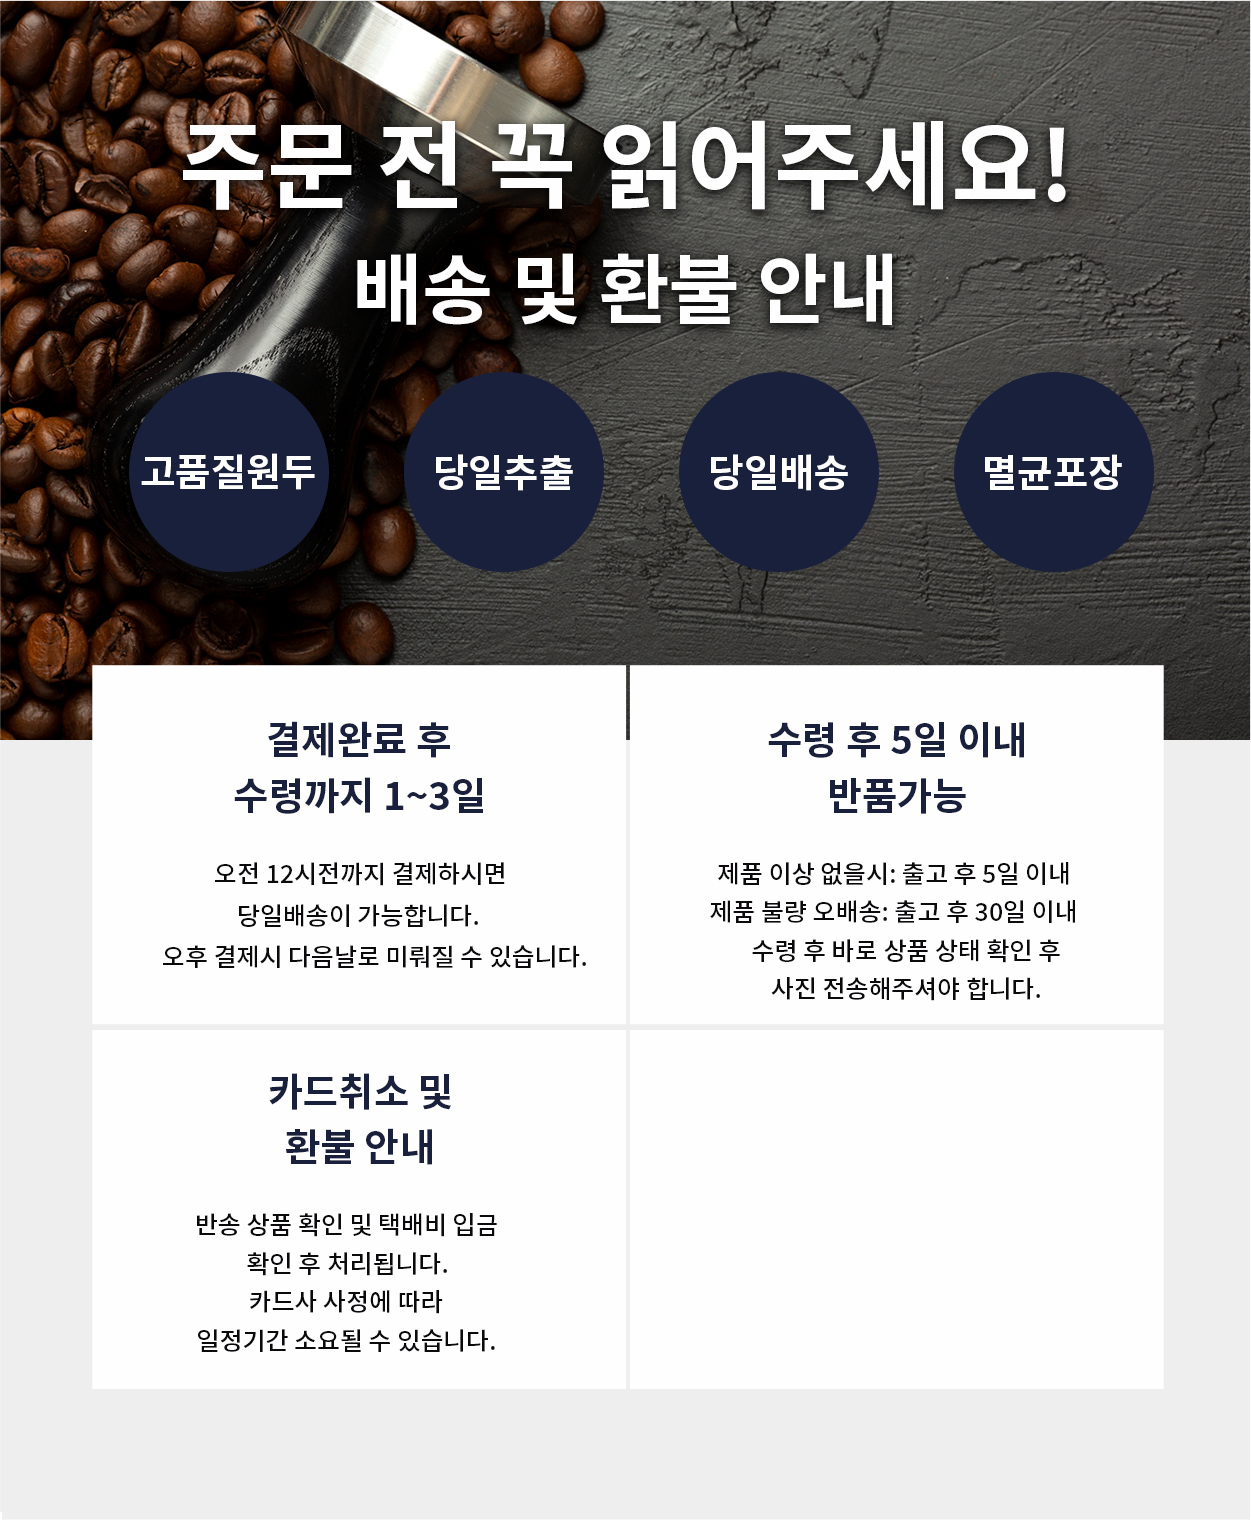 주문 전 꼭 읽어주세요!
배송 및 환불 안내
고품질원두
당일추출
당일배송
멸균포장
결제완료 후
수령까지 1~3일
오전 12시전까지 결제하시면
당일배송이 가능합니다.
오후 결제시 다음날로 미뤄질 수 있습니다.
수령 후 5일 이내
반품가능
제품 이상 없을시: 출고 후 5일 이내
제품 불량 오배송: 출고 후 30일 이내
수령 후 바로 상품 상태 확인 후
사진 전송해주셔야 합니다.
카드취소 및
환불 안내
반송 상품 확인 및 택배비 입금
확인 후 처리됩니다.
카드사 사정에 따라
일정기간 소요될 수 있습니다.